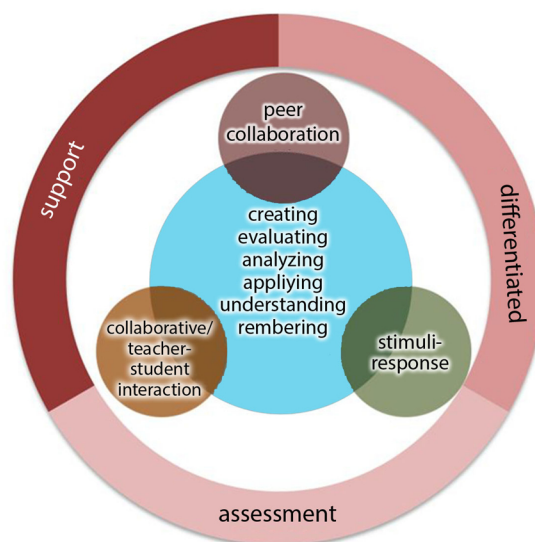 peer
collaboration
support
differentiated
creating
evaluating
analyzing
appliying
understanding
rembering
collaborative/
teacher-
student
interaction
stimuli-
response
assessment